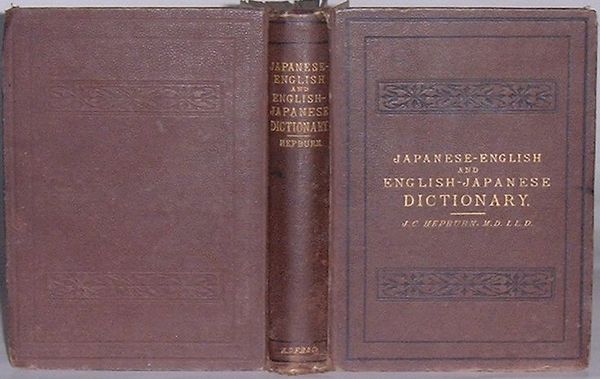 JAPANESE-
ENGLISH
AND
ENGLISH-
JAPANESE
DICTIONARY.
HEPBURN.
JAPANESE-ENGLISH
AND
ENGLISH-JAPANESE
DICTIONARY.
J.C. HEPBURN, M.D. LL.D.